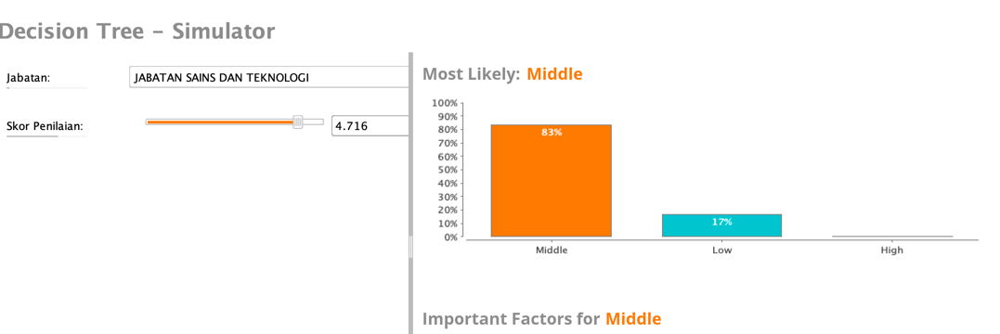 Decision Tree – Simulator
Jabatan:
JABATAN SAINS DAN TEKNOLOGI
Skor Penilaian:
4.716
Most Likely: Middle
100%
90%
80%
70%
60%
50%
40%
30%
20%
10%
0%
83%
17%
Middle
Low
High
Important Factors for Middle